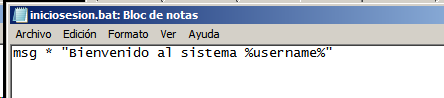 iniciosesion.bat: Bloc de notas
Archivo Edición Formato Ver Ayuda
msg * "Bienvenido al sistema %username%"